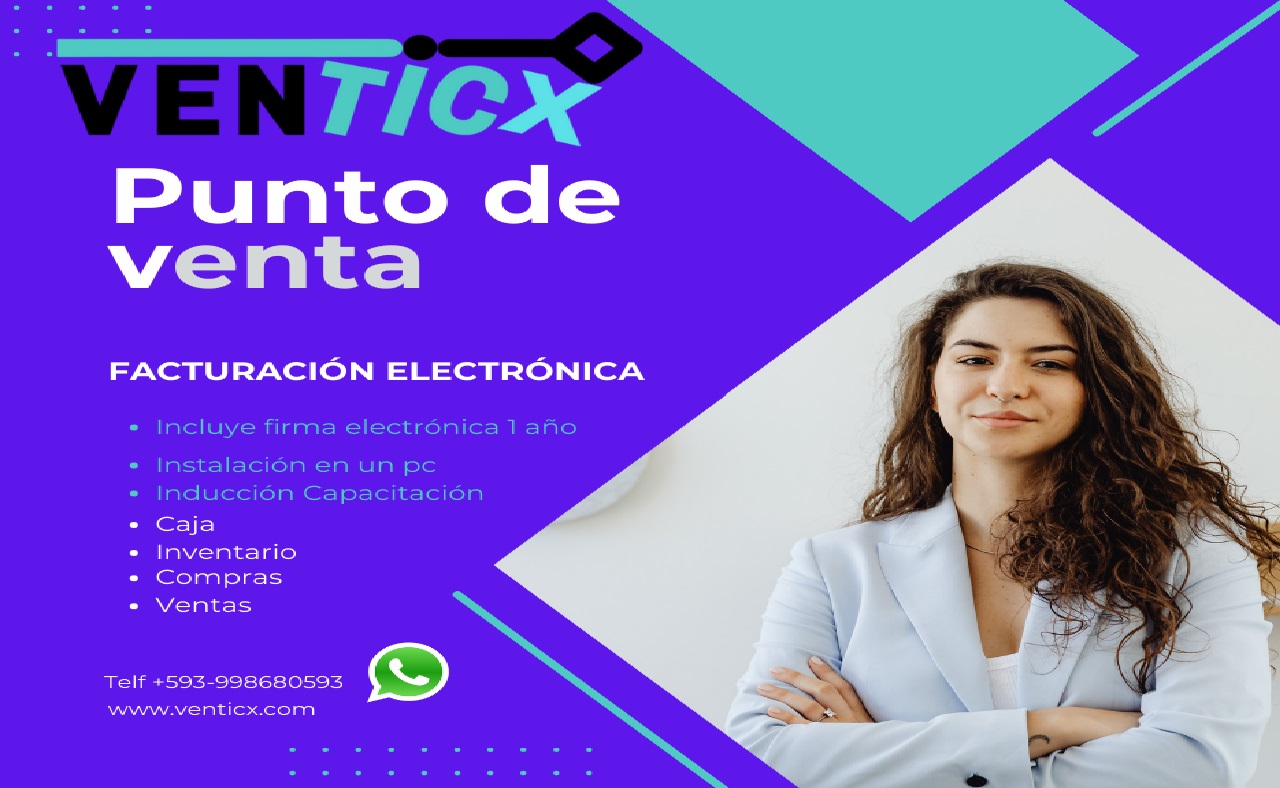 VENTICX
Punto de
venta
FACTURACIÓN ELECTRÓNICA
Incluye firma electrónica 1 año
Instalación en un pc
Inducción Capacitación
Caja
Inventario
Compras
Ventas
Telf +593-998680593
www.venticx.com